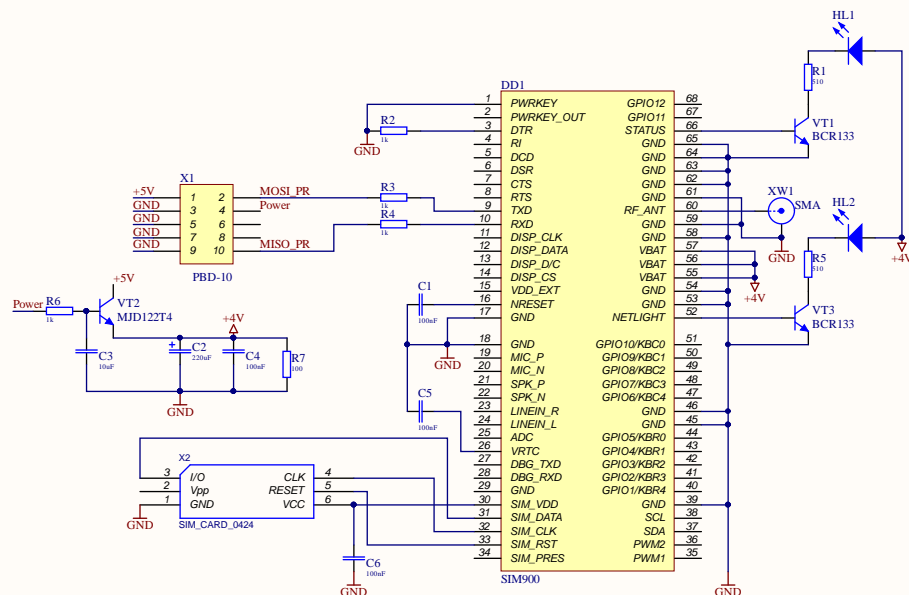 HL1
DD1
R1
510
VT1
BCR133
1 PWRKEY GPIO12 68
2 PWRKEY_OUT GPIO11 67
3 DTR STATUS 66
4 RI GND 65
5 DCD GND 64
6 DSR GND 63
7 CTS GND 62
8 RTS GND 61
9 TXD RF_ANT 60
10 RXD GND 59
11 DISP_CLK GND 58
12 DISP_DATA VBAT 57
13 DISP_D/C VBAT 56
14 DISP_CS VBAT 55
15 VDD_EXT GND 54
16 NRESET GND 53
17 GND NETLIGHT 52
18 GND GPIO10/KBC0 51
19 MIC_P GPIO9/KBC1 50
20 MIC_N GPIO8/KBC2 49
21 SPK_P GPIO7/KBC3 48
22 SPK_N GPIO6/KBC4 47
23 LINEIN_R GND 46
24 LINEIN_L GND 45
25 ADC GPIO5/KBR0 44
26 VRTC GPIO4/KBR1 43
27 DBG_TXD GPIO3/KBR2 42
28 DBG_RXD GPIO2/KBR3 41
29 GND GPIO1/KBR4 40
30 SIM_VDD GND 39
31 SIM_DATA SCL 38
32 SIM_CLK SDA 37
33 SIM_RST PWM2 36
34 SIM_PRES PWM1 35
SIM900
R2
1k
GND
X1
+5V 1 2 MOSI_PR
GND 3 4 Power
GND 5 6
GND 7 8
GND 9 10 MISO_PR
PBD-10
R3
1k
R4
1k
XW1
SMA
GND
HL2
+4V
R5
510
+4V
VT3
BCR133
C1
100nF
GND
C5
100nF
+5V
Power R6
1k
VT2
MJD122T4
+4V
C3
10uF
+
C2
220uF
C4
100nF
R7
100
GND
X2
3 I/O CLK 4
2 Vpp RESET 5
1 GND VCC 6
SIM_CARD_0424
GND
C6
100nF
GND
GND